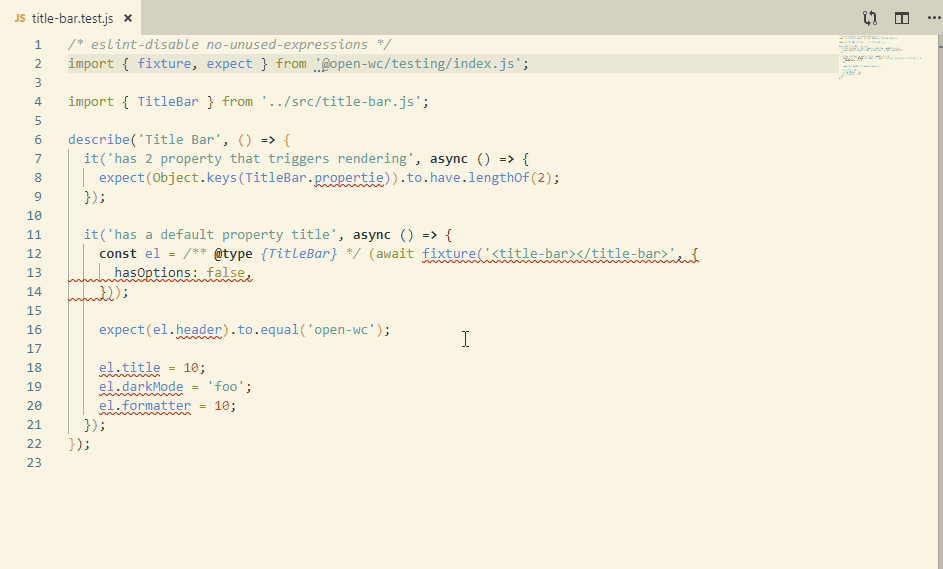 JS title-bar.test.js ×
1 /* eslint-disable no-unused-expressions */
2 import { fixture, expect } from '@open-wc/testing/index.js';
3
4 import { TitleBar } from '../src/title-bar.js';
5
6 describe('Title Bar', () => {
7   it('has 2 property that triggers rendering', async () => {
8     expect(Object.keys(TitleBar.propertie)).to.have.lengthOf(2);
9   });
10
11   it('has a default property title', async () => {
12     const el = /** @type {TitleBar} */ (await fixture('<title-bar></title-bar>', {
13       hasOptions: false,
14     }));
15
16     expect(el.header).to.equal('open-wc');
17
18     el.title = 10;
19     el.darkMode = 'foo';
20     el.formatter = 10;
21   });
22 });
23